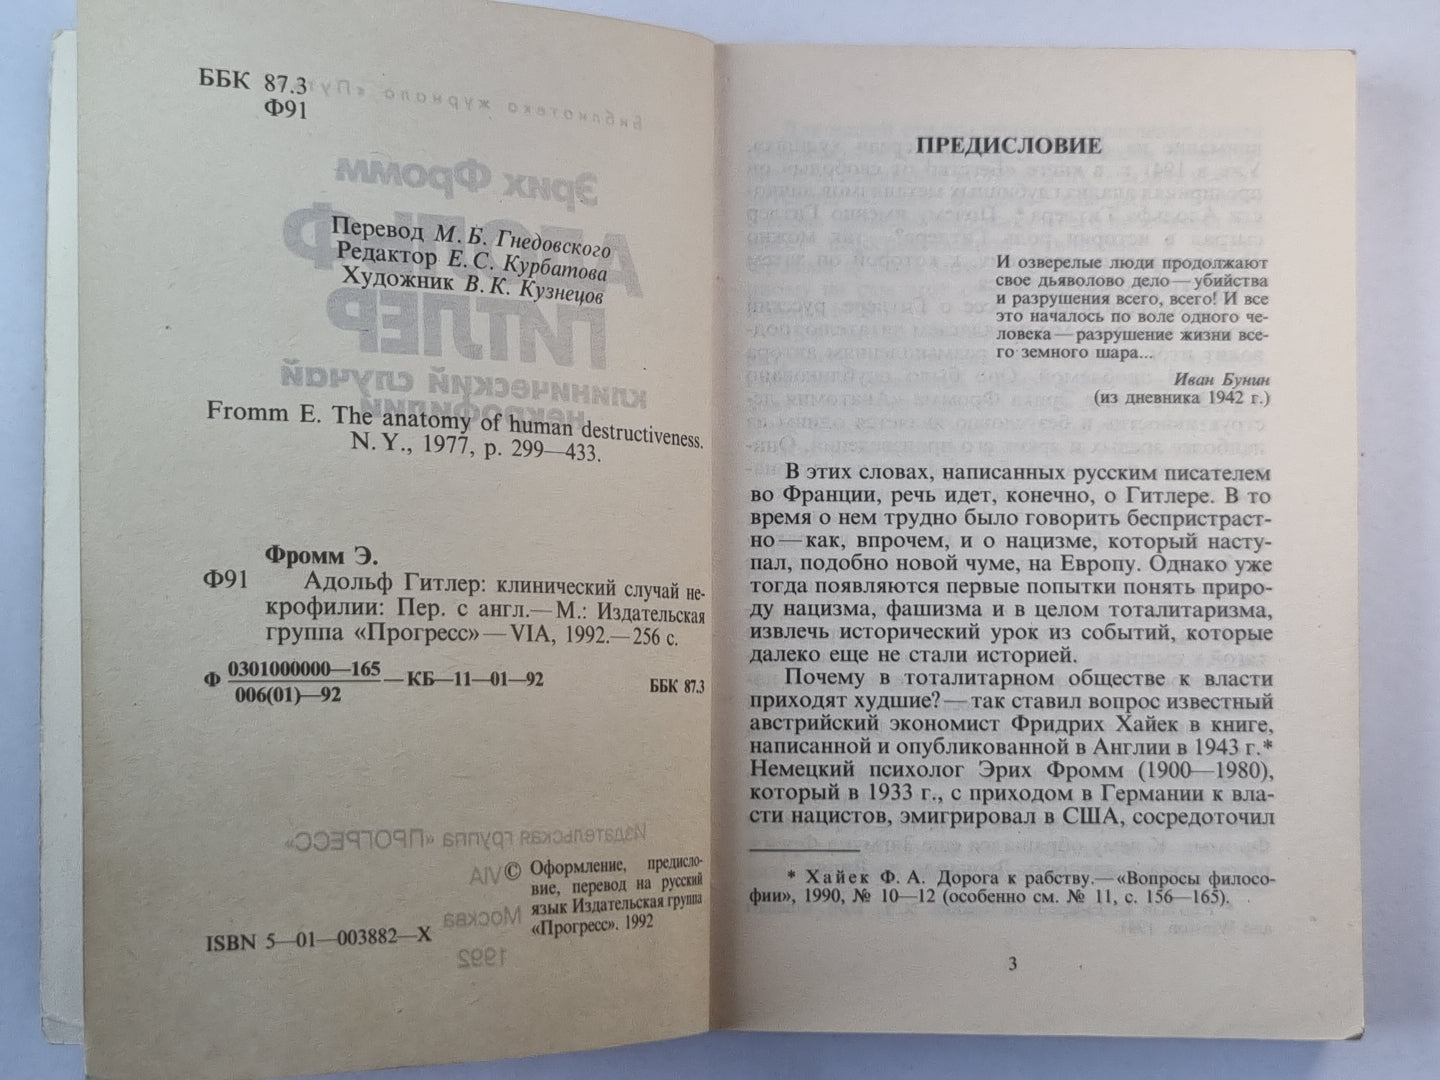 ББК 87.3
Ф91
Перевод М. Б. Гнедовского
Редактор Е. С. Курбатова
Художник В. К. Кузнецов
Fromm E. The anatomy of human destructiveness.
N. Y., 1977, p. 299—433.
Фромм Э.
Ф91 Адольф Гитлер: клинический случай не-
крофилии: Пер. с англ.— М.: Издательская
группа «Прогресс» — VIA, 1992.— 256 с.
Ф 0301000000—165 — КБ—11—01—92
006(01)—92
ББК 87.3
© Оформление, предисло-
вие, перевод на русский
язык Издательская группа
«Прогресс». 1992
ISBN 5—01—003882—X
ПРЕДИСЛОВИЕ
И озверелые люди продолжают
свое дьяволово дело — убийства
и разрушения всего, всего! И все
это началось по воле одного че-
ловека — разрушение жизни все-
го земного шара...
Иван Бунин
(из дневника 1942 г.)
В этих словах, написанных русским писателем
во Франции, речь идет, конечно, о Гитлере. В то
время о нем трудно было говорить беспристраст-
но — как, впрочем, и о нацизме, который насту-
пал, подобно новой чуме, на Европу. Однако уже
тогда появляются первые попытки понять приро-
ду нацизма, фашизма и в целом тоталитаризма,
извлечь исторический урок из событий, которые
далеко еще не стали историей.
Почему в тоталитарном обществе к власти
приходят худшие? — так ставил вопрос известный
австрийский экономист Фридрих Хайек в книге,
написанной и опубликованной в Англии в 1943 г.*
Немецкий психолог Эрих Фромм (1900—1980),
который в 1933 г., с приходом в Германии к вла-
сти нацистов, эмигрировал в США, сосредоточил
* Хайек Ф. А. Дорога к рабству.— «Вопросы филосо-
фии», 1990, № 10—12 (особенно см. № 11, с. 156—165).
3